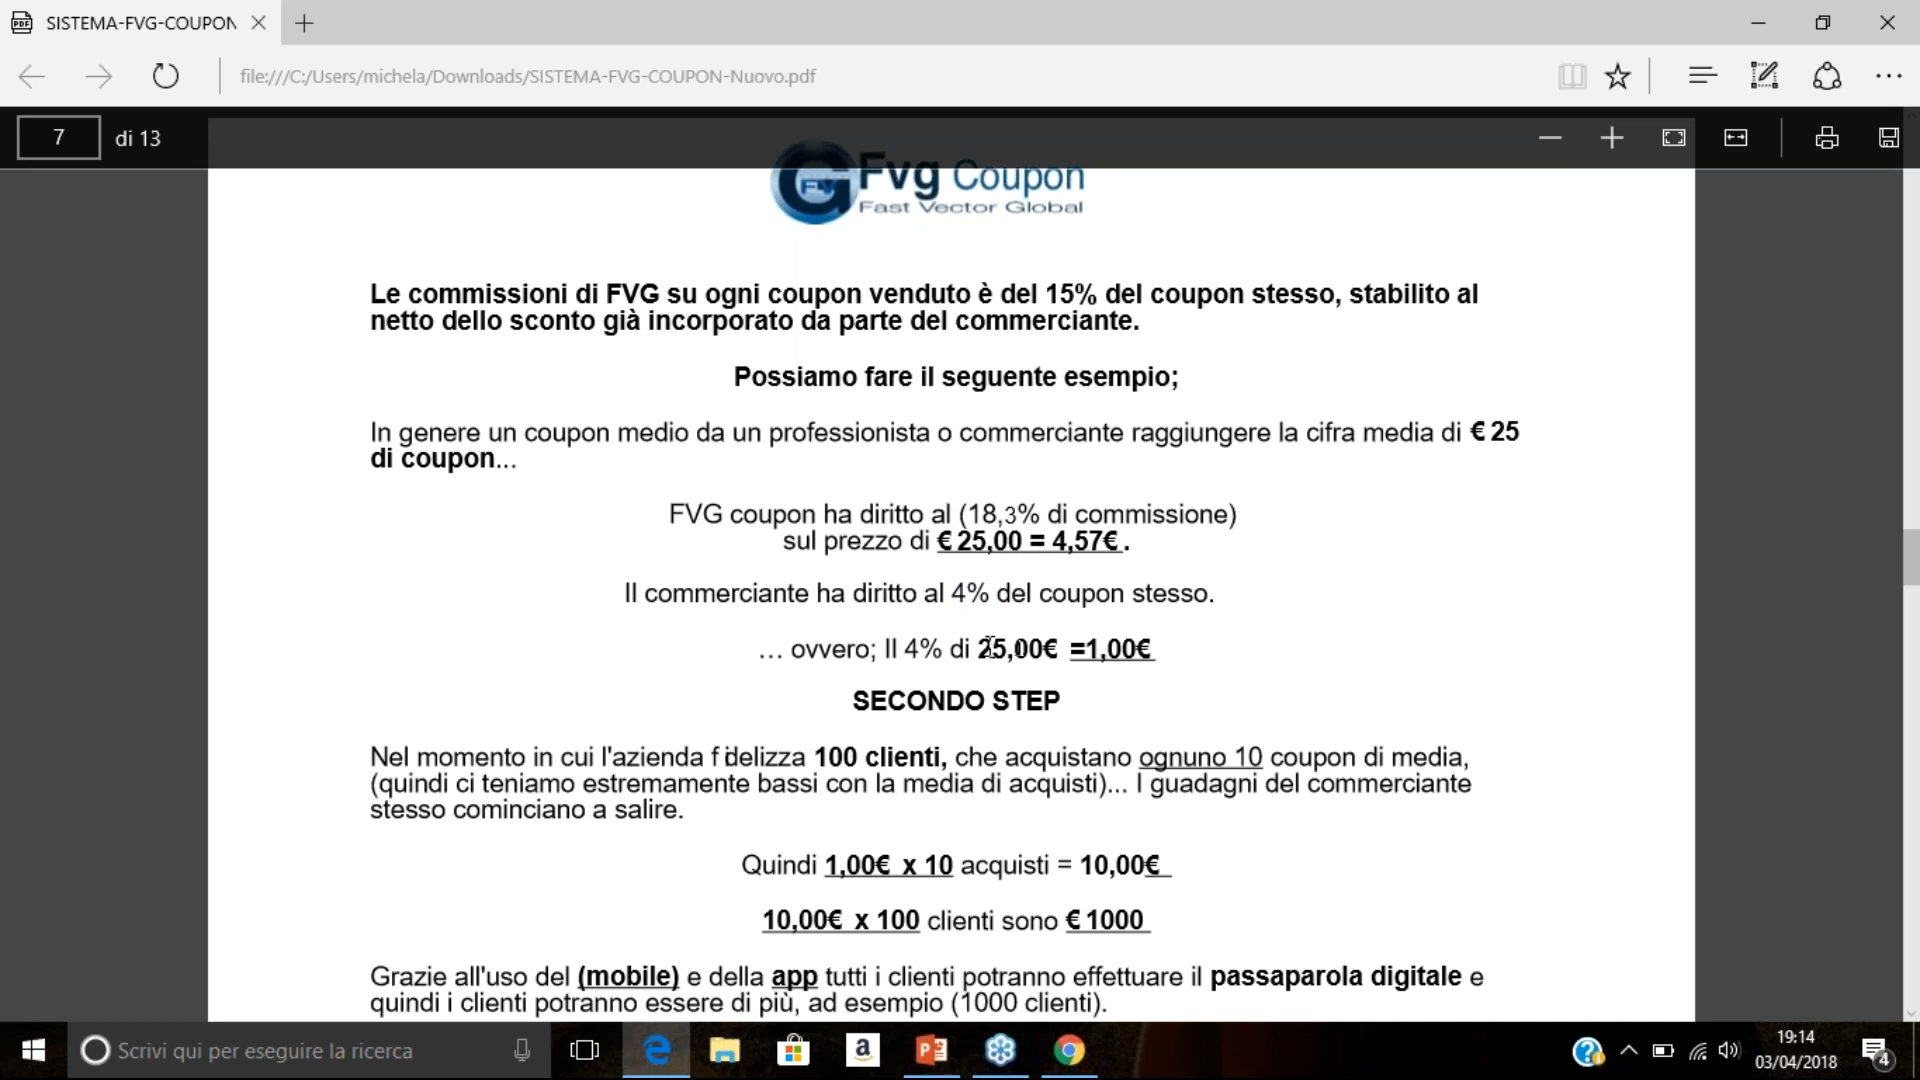 SISTEMA-FVG-COUPON
file:///C:/Users/michela/Downloads/SISTEMA-FVG-COUPON-Nuovo.pdf
7 di 13
FV
Fvg Coupon
Fast Vector Global
Le commissioni di FVG su ogni coupon venduto è del 15% del coupon stesso, stabilito al
netto dello sconto già incorporato da parte del commerciante.
Possiamo fare il seguente esempio;
In genere un coupon medio da un professionista o commerciante raggiungere la cifra media di € 25
di coupon...
FVG coupon ha diritto al (18,3% di commissione)
sul prezzo di € 25,00 = 4,57€ .
Il commerciante ha diritto al 4% del coupon stesso.
... ovvero; Il 4% di 25,00€ =1,00€
SECONDO STEP
Nel momento in cui l'azienda fidelizza 100 clienti, che acquistano ognuno 10 coupon di media,
(quindi ci teniamo estremamente bassi con la media di acquisti)... I guadagni del commerciante
stesso cominciano a salire.
Quindi 1,00€ x 10 acquisti = 10,00€
10,00€ x 100 clienti sono € 1000
Grazie all'uso del (mobile) e della app tutti i clienti potranno effettuare il passaparola digitale e
quindi i clienti potranno essere di più, ad esempio (1000 clienti).
Scrivi qui per eseguire la ricerca
19:14
03/04/2018
4